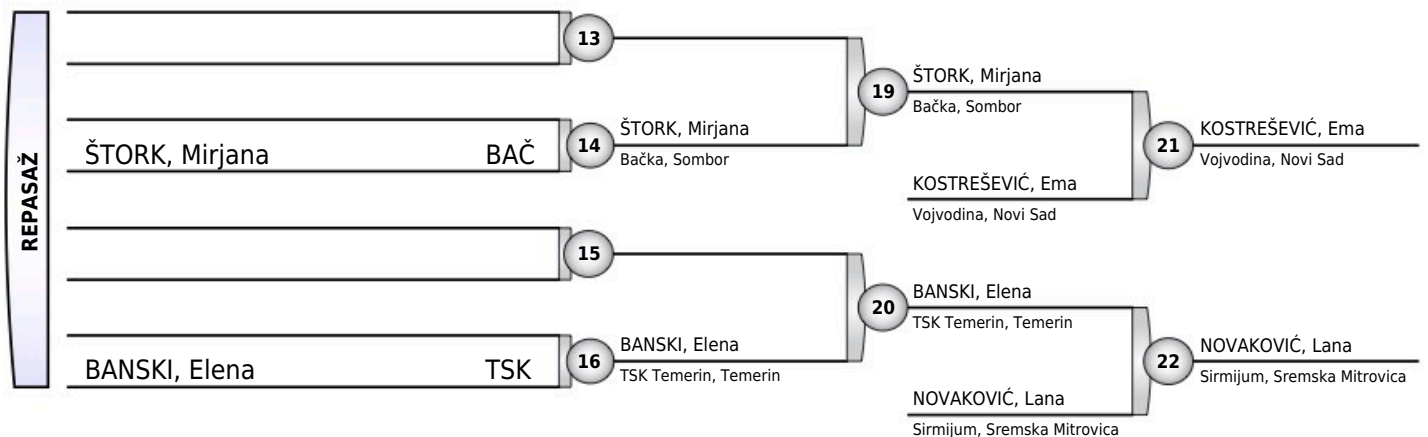 REPASAŽ
13
ŠTORK, Mirjana BAČ
14
ŠTORK, Mirjana
Bačka, Sombor
19
ŠTORK, Mirjana
Bačka, Sombor
KOSTREŠEVIĆ, Ema
Vojvodina, Novi Sad
21
KOSTREŠEVIĆ, Ema
Vojvodina, Novi Sad
15
BANSKI, Elena TSK
16
BANSKI, Elena
TSK Temerin, Temerin
20
BANSKI, Elena
TSK Temerin, Temerin
NOVAKOVIĆ, Lana
Sirmijum, Sremska Mitrovica
22
NOVAKOVIĆ, Lana
Sirmijum, Sremska Mitrovica